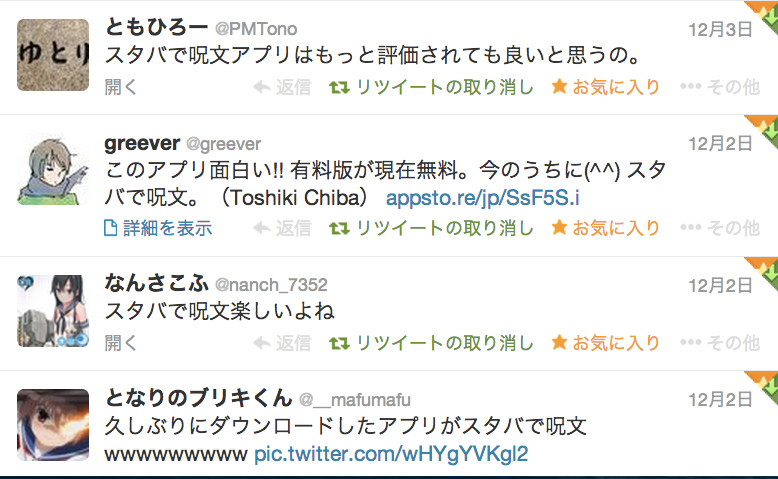 ゆとり
ともひろー @PMTono 12月3日
スタバで呪文アプリはもっと評価されても良いと思うの。
開く 返信 リツイートの取り消し お気に入り その他
greever @greever 12月2日
このアプリ面白い!! 有料版が現在無料。今のうちに(^^) スタ
バで呪文。（Toshiki Chiba） appsto.re/jp/SsF5S.i
詳細を表示 返信 リツイートの取り消し お気に入り その他
なんさこふ @nanch_7352 12月2日
スタバで呪文楽しいよね
開く 返信 リツイートの取り消し お気に入り その他
となりのブリキくん @__mafumafu 12月2日
久しぶりにダウンロードしたアプリがスタバで呪文
wwwwwwwww pic.twitter.com/wHYgYVKgl2